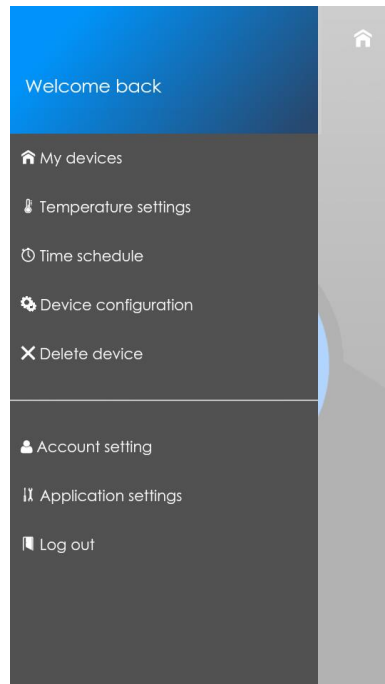 Welcome back
My devices
Temperature settings
Time schedule
Device configuration
Delete device
Account setting
Application settings
Log out